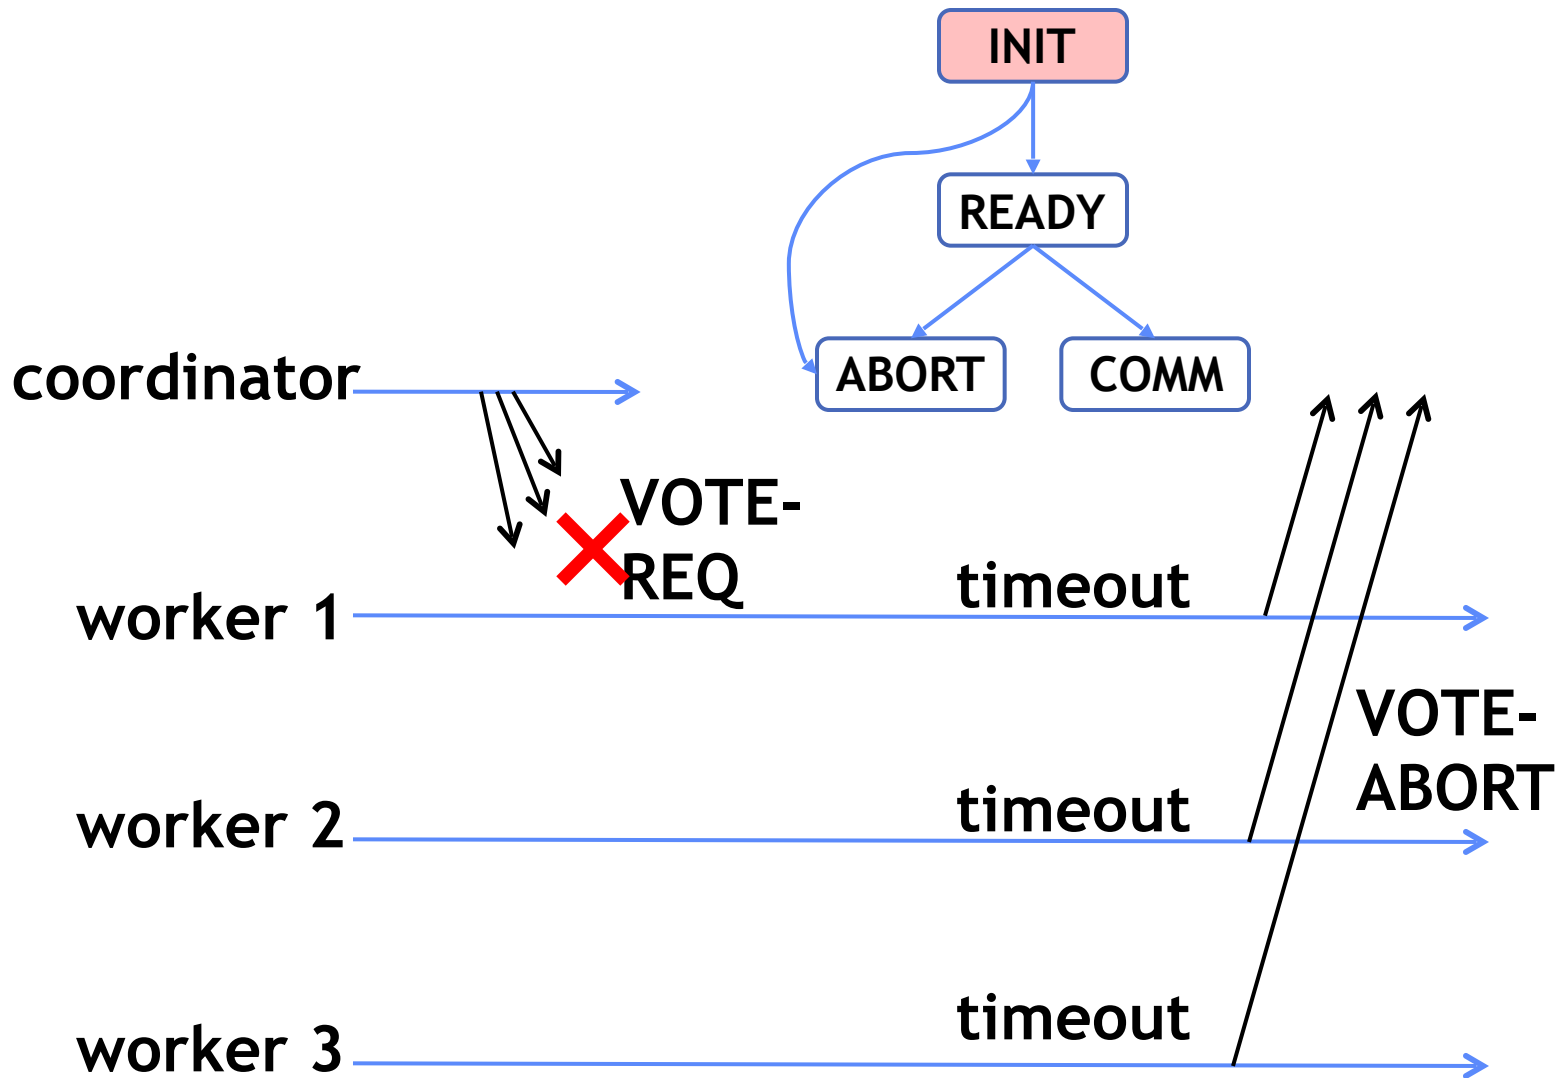 INIT
READY
ABORT
COMM
coordinator
VOTE-
REQ
timeout
worker 1
VOTE-
ABORT
timeout
worker 2
timeout
worker 3